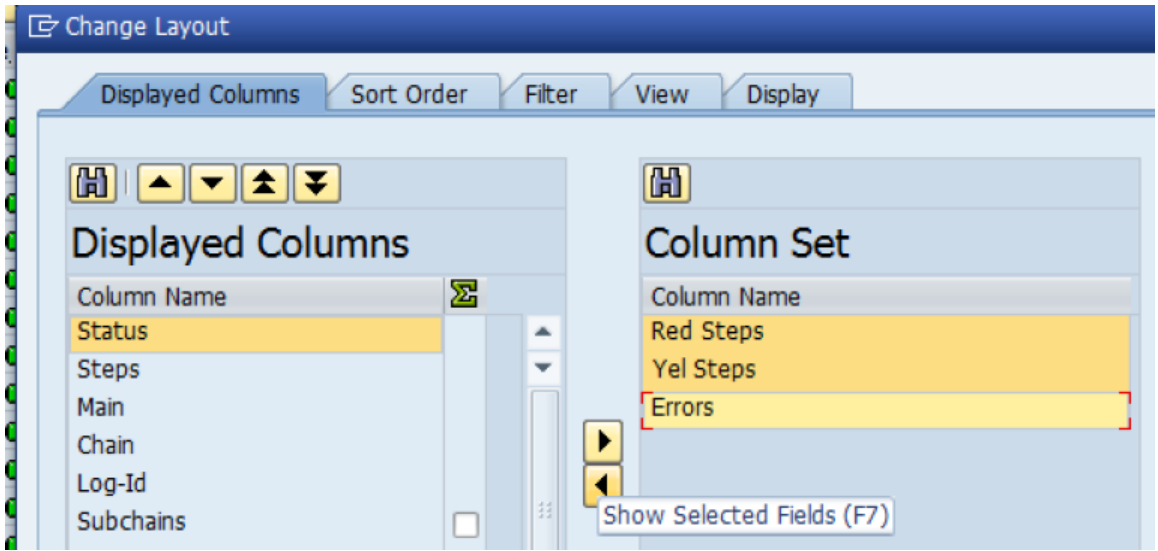 Change Layout
Displayed Columns
Sort Order
Filter
View
Display
Displayed Columns
Column Name
Status
Steps
Main
Chain
Log-Id
Subchains
Column Set
Column Name
Red Steps
Yel Steps
Errors
Show Selected Fields (F7)